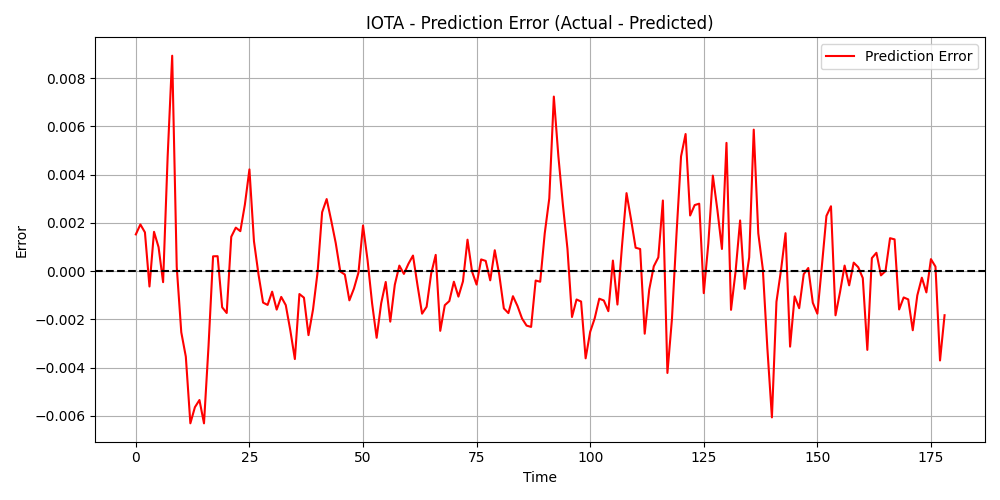 IOTA - Prediction Error (Actual - Predicted)
Prediction Error
0.008
0.006
0.004
0.002
0.000
−0.002
−0.004
−0.006
Error
0 25 50 75 100 125 150 175
Time